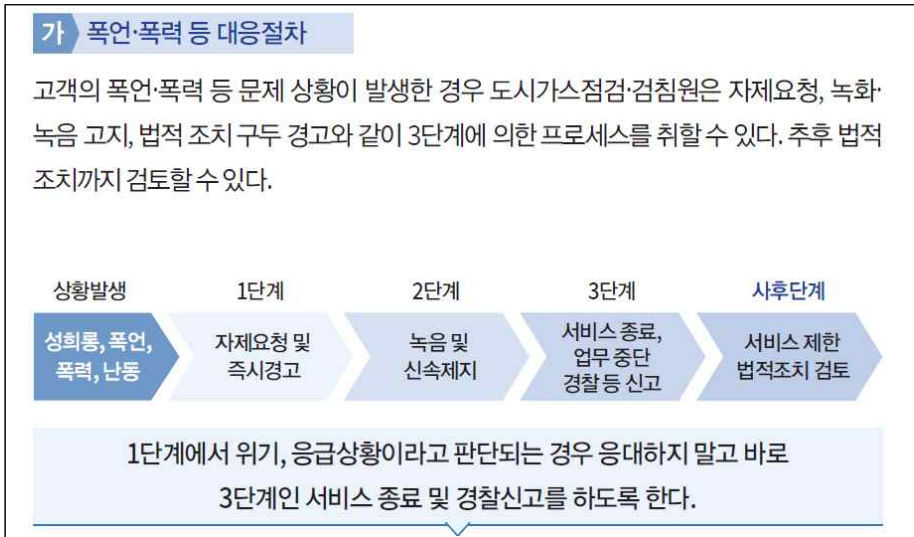 가 폭언·폭력 등 대응절차
고객의 폭언·폭력 등 문제 상황이 발생한 경우 도시가스점검·검침원은 자제요청, 녹화·
녹음 고지, 법적 조치 구두 경고와 같이 3단계에 의한 프로세스를 취할 수 있다. 추후 법적
조치까지 검토할 수 있다.
상황발생
성희롱, 폭언,
폭력, 난동
1단계
자제요청 및
즉시경고
2단계
녹음 및
신속제지
3단계
서비스 종료,
업무 중단
경찰 등 신고
사후단계
서비스 제한
법적조치 검토
1단계에서 위기, 응급상황이라고 판단되는 경우 응대하지 말고 바로
3단계인 서비스 종료 및 경찰신고를 하도록 한다.